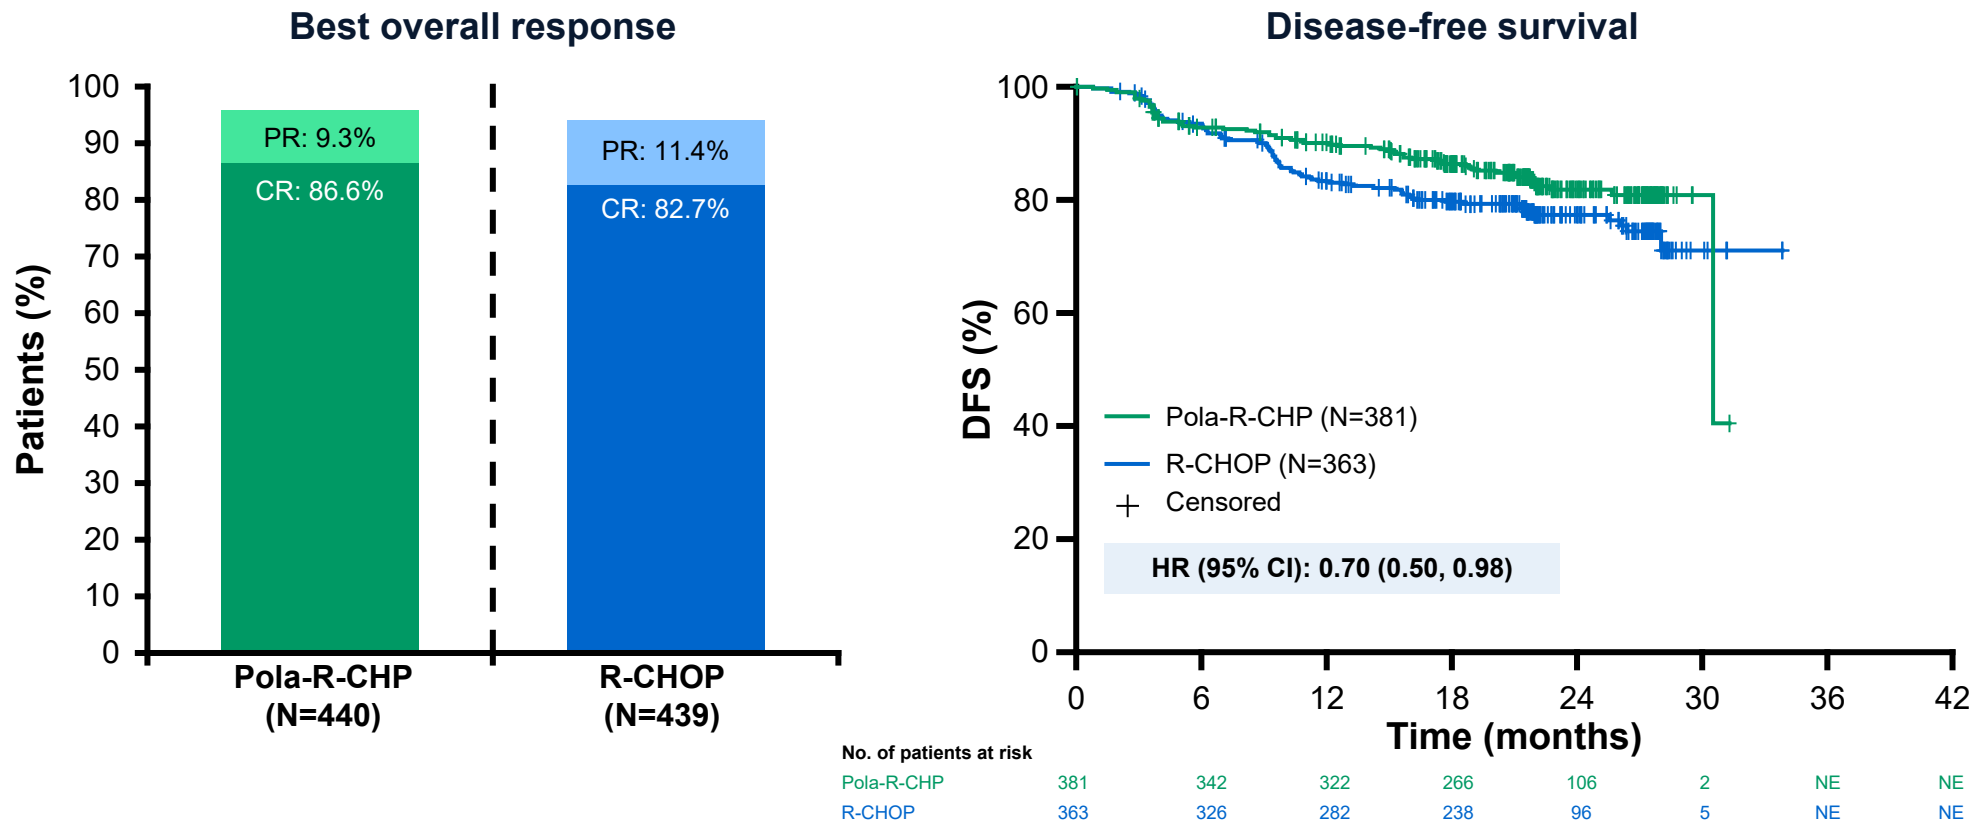 Best overall response
Patients (%)
100
90
80
70
60
50
40
30
20
10
0
PR: 9.3%
CR: 86.6%
PR: 11.4%
CR: 82.7%
Pola-R-CHP
(N=440)
R-CHOP
(N=439)
Disease-free survival
DFS (%)
100
80
60
40
20
0
Pola-R-CHP (N=381)
R-CHOP (N=363)
Censored
HR (95% CI): 0.70 (0.50, 0.98)
0 6 12 18 24 30 36 42
Time (months)
No. of patients at risk
Pola-R-CHP 381 342 322 266 106 2 NE NE
R-CHOP 363 326 282 238 96 5 NE NE